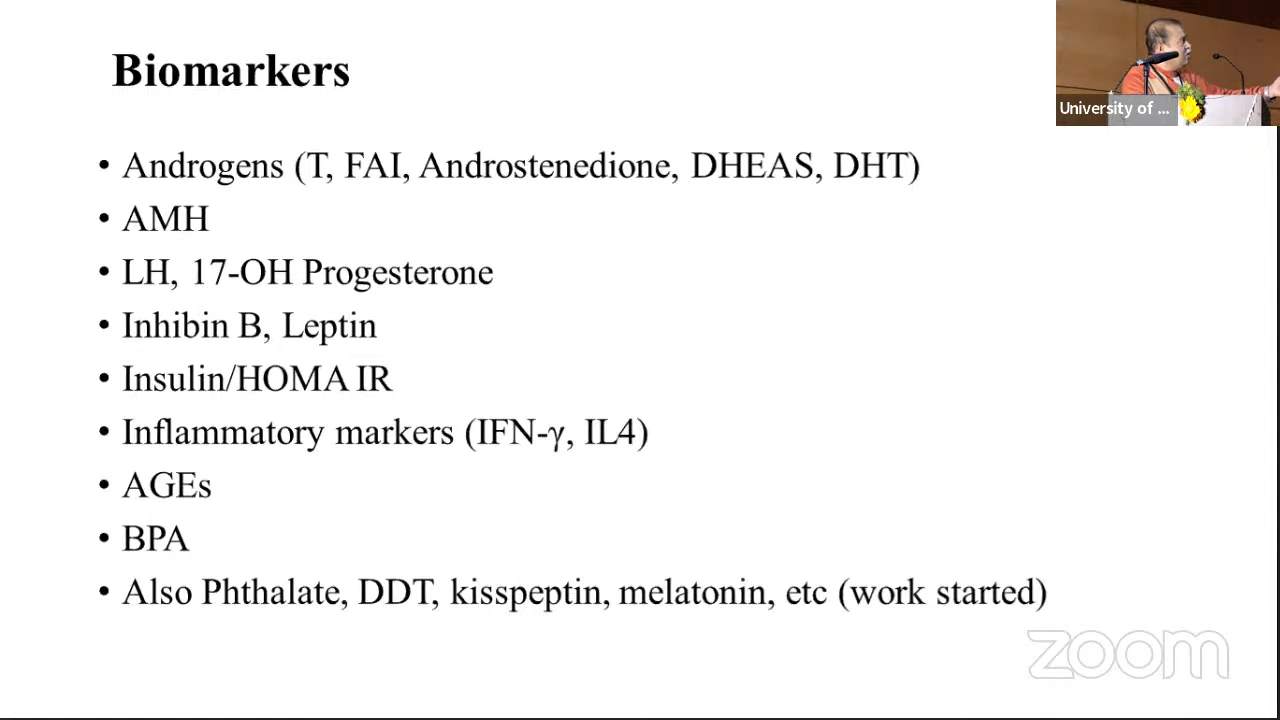 Biomarkers
University of ...
• Androgens (T, FAI, Androstenedione, DHEAS, DHT)
• AMH
• LH, 17-OH Progesterone
• Inhibin B, Leptin
• Insulin/HOMA IR
• Inflammatory markers (IFN-γ, IL4)
• AGEs
• BPA
• Also Phthalate, DDT, kisspeptin, melatonin, etc (work started)
zoom